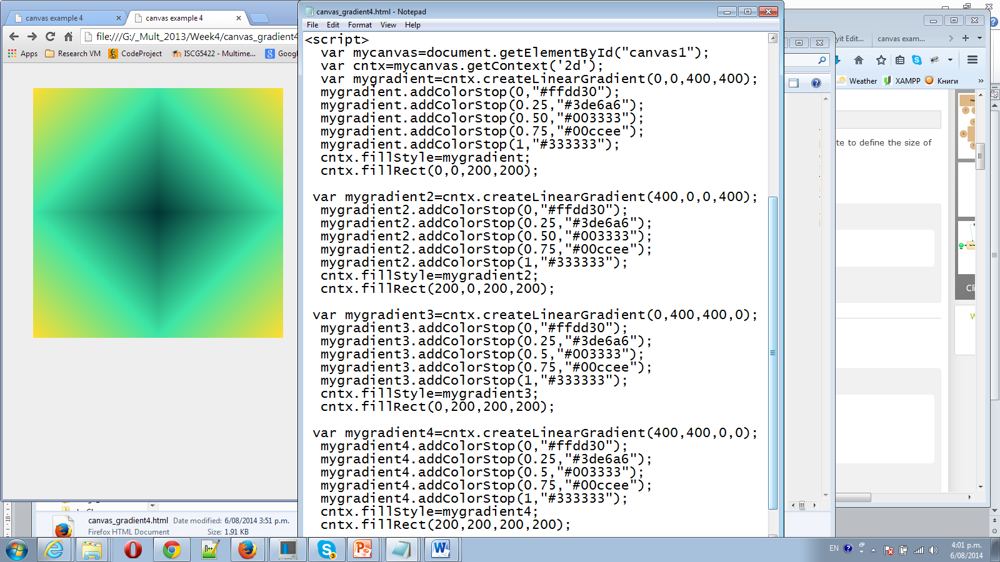 canvas example 4
canvas example 4
file:///G:/_Mult_2013/Week4/canvas_gradient4
Apps
Research VM
CodeProject
ISCG5422 - Multime...
canvas_gradient4.html - Notepad
File Edit Format View Help
<script>
var mycanvas=document.getElementById("canvas1");
var cntx=mycanvas.getContext('2d');
var mygradient=cntx.createLinearGradient(0,0,400,400);
mygradient.addColorStop(0,"#ffdd30");
mygradient.addColorStop(0.25,"#3de6a6");
mygradient.addColorStop(0.50,"#003333");
mygradient.addColorStop(0.75,"#00ccee");
mygradient.addColorStop(1,"#333333");
cntx.fillStyle=mygradient;
cntx.fillRect(0,0,200,200);
var mygradient2=cntx.createLinearGradient(400,0,0,400);
mygradient2.addColorStop(0,"#ffdd30");
mygradient2.addColorStop(0.25,"#3de6a6");
mygradient2.addColorStop(0.50,"#003333");
mygradient2.addColorStop(0.75,"#00ccee");
mygradient2.addColorStop(1,"#333333");
cntx.fillStyle=mygradient2;
cntx.fillRect(200,0,200,200);
var mygradient3=cntx.createLinearGradient(0,400,400,0);
mygradient3.addColorStop(0,"#ffdd30");
mygradient3.addColorStop(0.25,"#3de6a6");
mygradient3.addColorStop(0.5,"#003333");
mygradient3.addColorStop(0.75,"#00ccee");
mygradient3.addColorStop(1,"#333333");
cntx.fillStyle=mygradient3;
cntx.fillRect(0,200,200,200);
var mygradient4=cntx.createLinearGradient(400,400,0,0);
mygradient4.addColorStop(0,"#ffdd30");
mygradient4.addColorStop(0.25,"#3de6a6");
mygradient4.addColorStop(0.5,"#003333");
mygradient4.addColorStop(0.75,"#00ccee");
mygradient4.addColorStop(1,"#333333");
cntx.fillStyle=mygradient4;
cntx.fillRect(200,200,200,200);
yit Edit...
canvas exam...
Weather
XAMPP
Книги
te to define the size of
Cli
canvas_gradient4.html Date modified: 6/08/2014 3:51 p.m.
Firefox HTML Document Size: 1.91 KB
EN
4:01 p.m.
6/08/2014